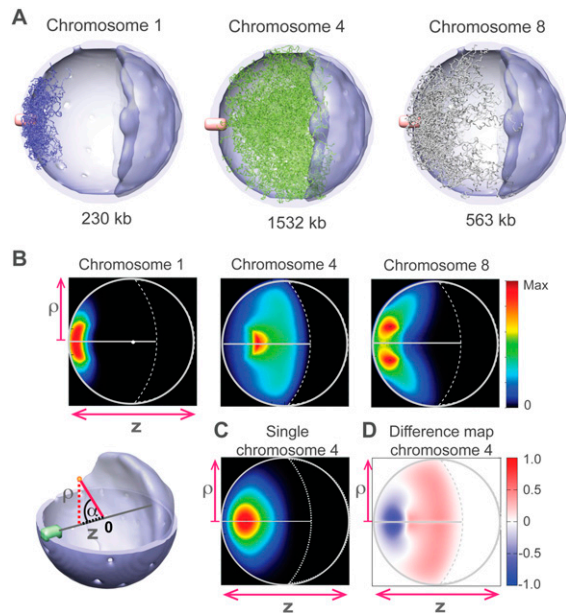 A
Chromosome 1 Chromosome 4 Chromosome 8
230 kb 1532 kb 563 kb
B
Chromosome 1 Chromosome 4 Chromosome 8
ρ
Max
0
z
ρ
α
z 0
C
Single
chromosome 4
ρ
z
D
Difference map
chromosome 4
ρ
1.0
0.5
0
-0.5
-1.0
z